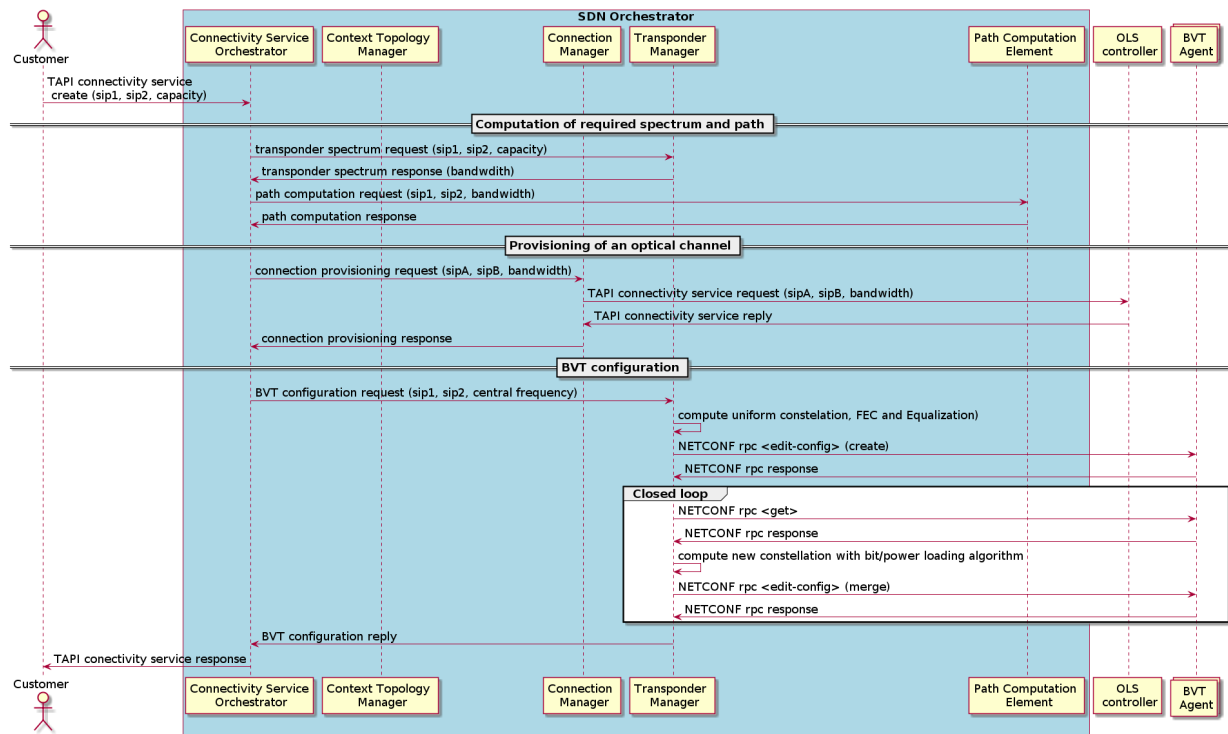 SDN Orchestrator
Customer
Connectivity Service
Orchestrator
Context Topology
Manager
Connection
Manager
Transponder
Manager
Path Computation
Element
OLS
controller
BVT
Agent
TAPI connectivity service
create (sip1, sip2, capacity)
Computation of required spectrum and path
transponder spectrum request (sip1, sip2, capacity)
transponder spectrum response (bandwdith)
path computation request (sip1, sip2, bandwidth)
path computation response
Provisioning of an optical channel
connection provisioning request (sipA, sipB, bandwidth)
TAPI connectivity service request (sipA, sipB, bandwidth)
TAPI connectivity service reply
connection provisioning response
BVT configuration
BVT configuration request (sip1, sip2, central frequency)
compute uniform constelation, FEC and Equalization)
NETCONF rpc <edit-config> (create)
NETCONF rpc response
Closed loop
NETCONF rpc <get>
NETCONF rpc response
compute new constellation with bit/power loading algorithm
NETCONF rpc <edit-config> (merge)
NETCONF rpc response
BVT configuration reply
TAPI conectivity service response
Customer
Connectivity Service
Orchestrator
Context Topology
Manager
Connection
Manager
Transponder
Manager
Path Computation
Element
OLS
controller
BVT
Agent